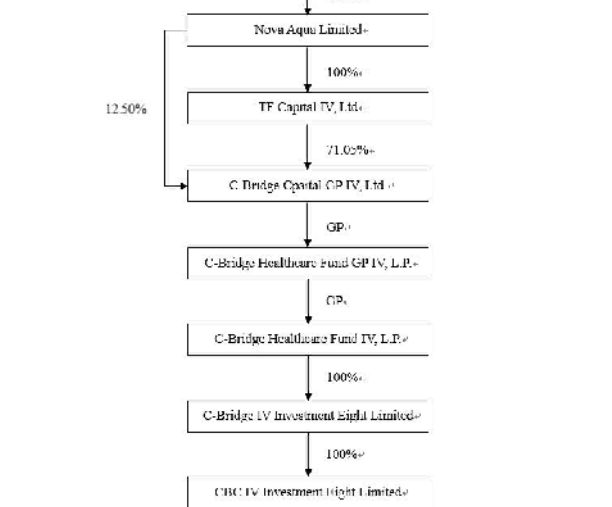 Nova Aqua Limited
100%
12.50%
TF Capital IV, Ltd
71.05%
C-Bridge Cpaital GP IV, Ltd
GP
C-Bridge Healthcare Fund GP IV, L.P.
GP
C-Bridge Healthcare Fund IV, L.P.
100%
C-Bridge IV Investment Eight Limited
100%
CBC IV Investment Eight Limited